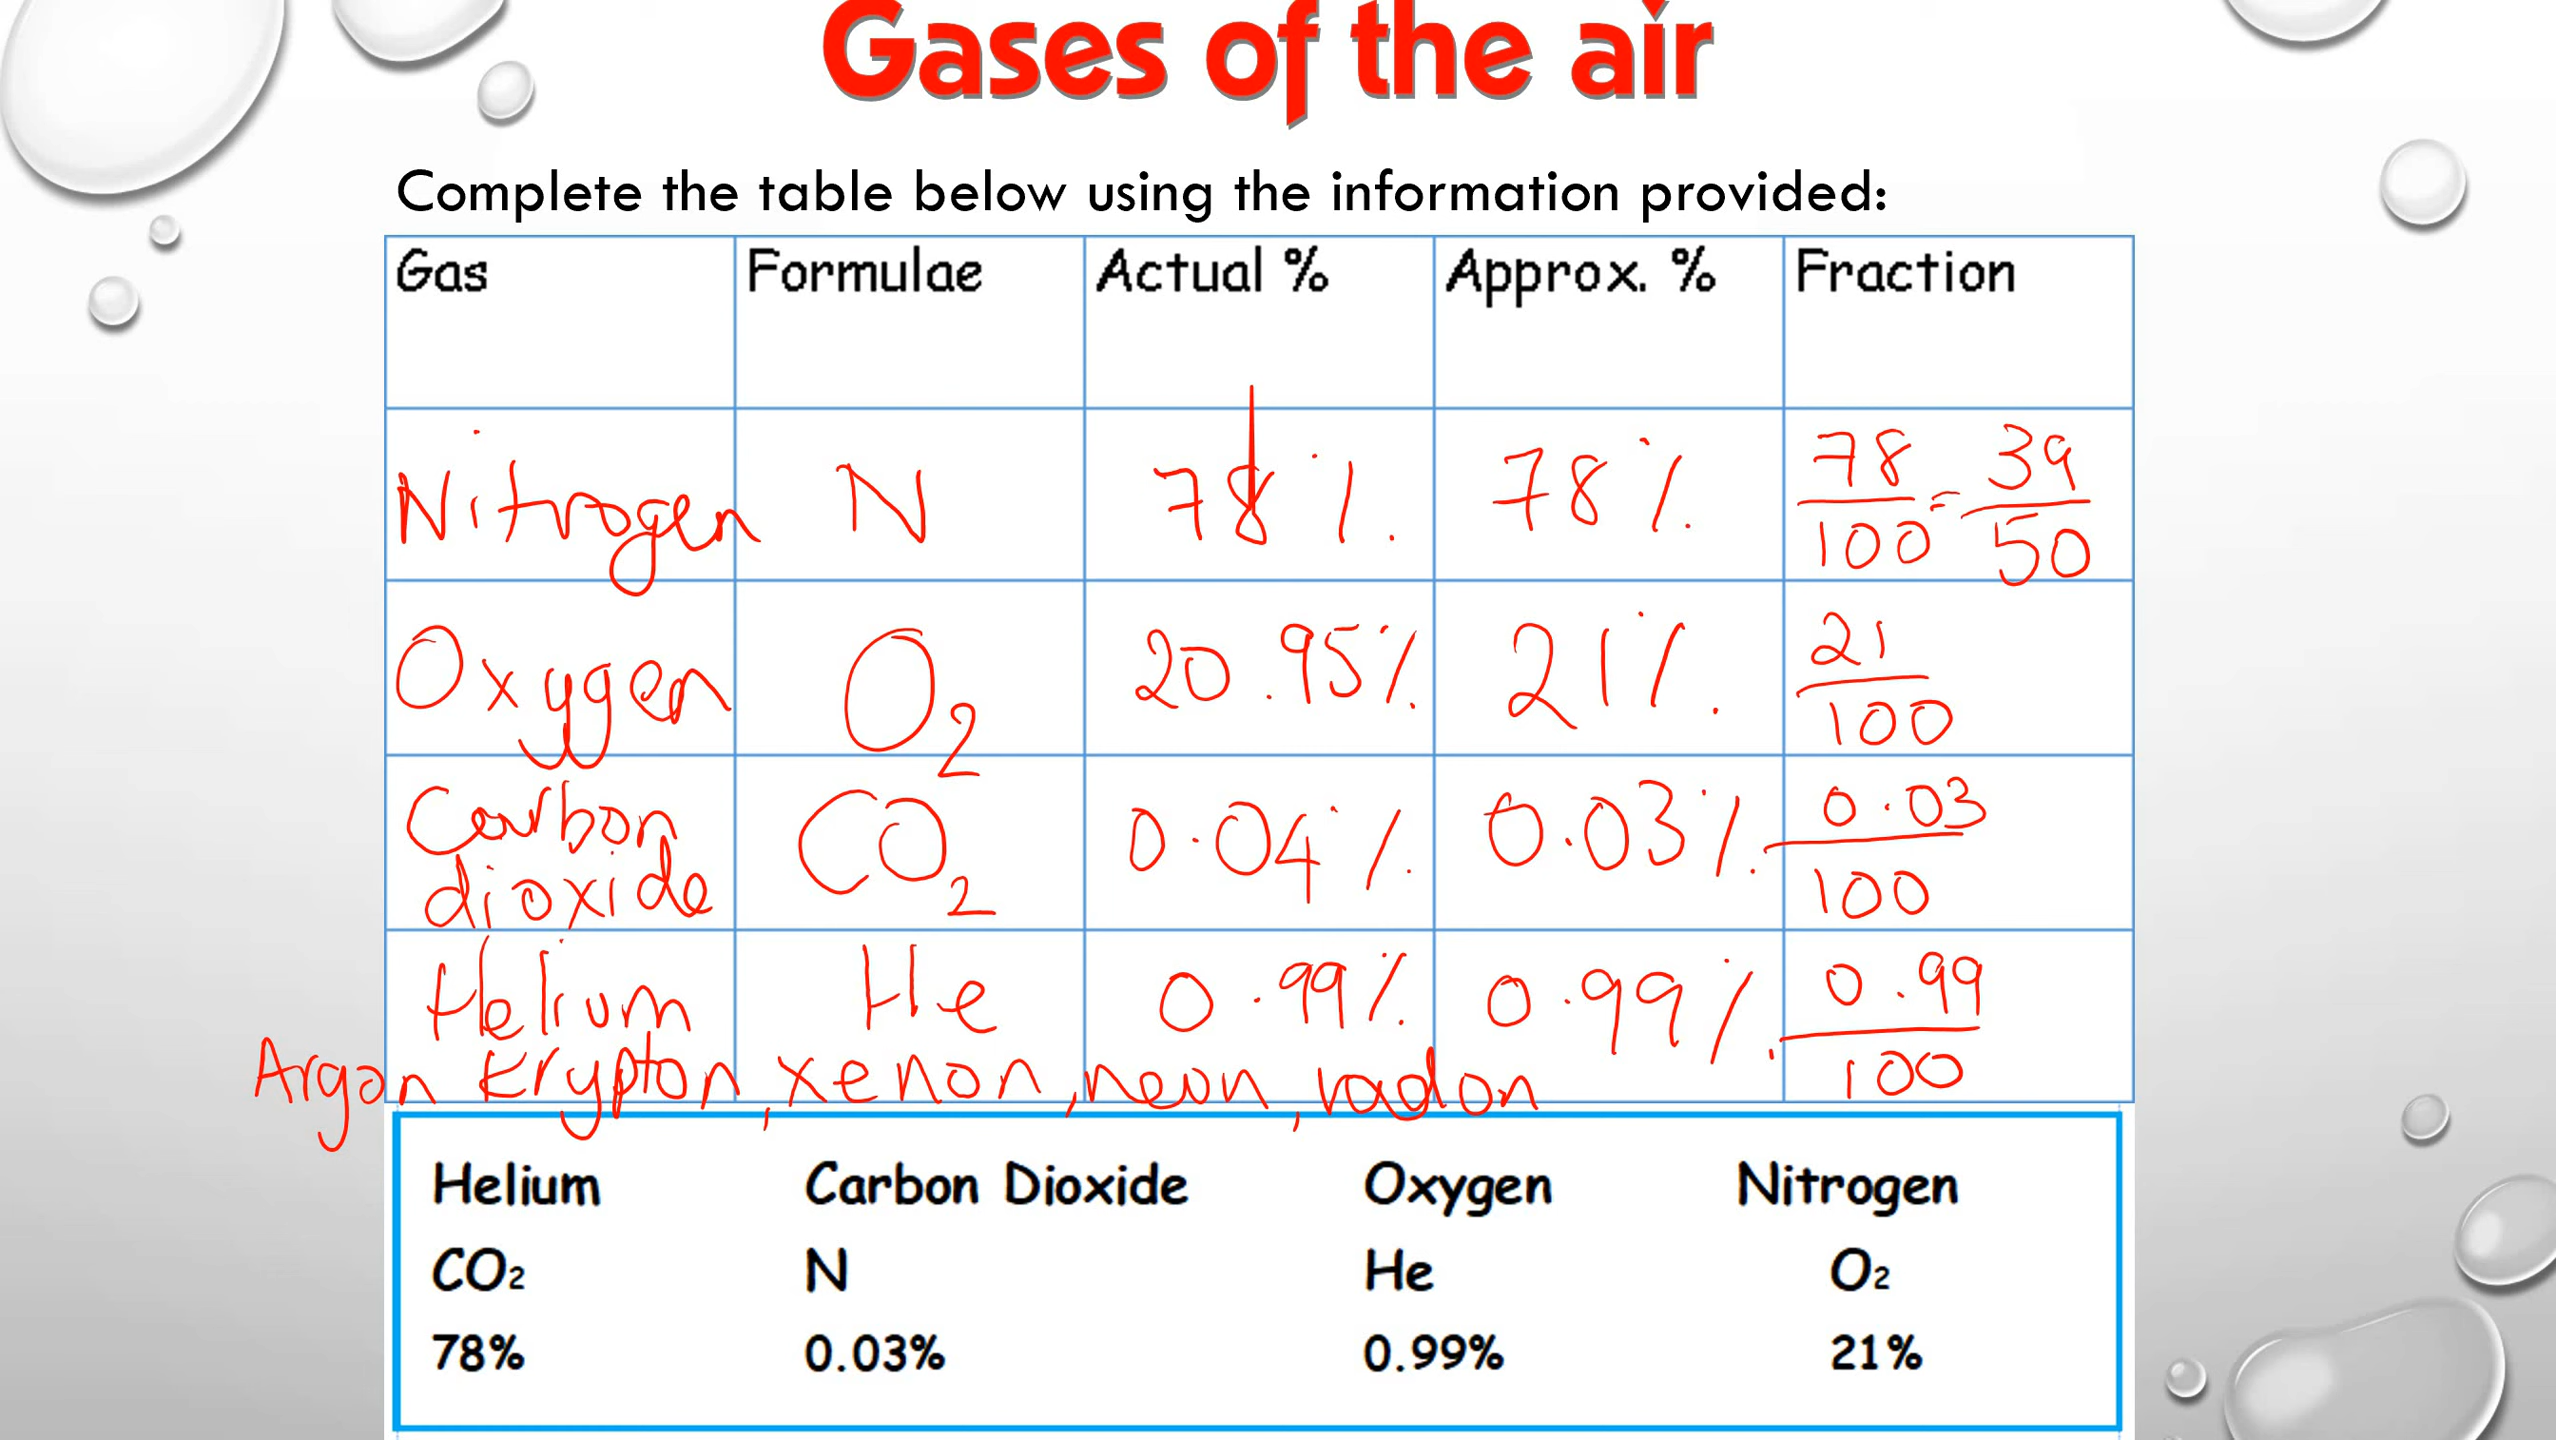 Gases of the air
Complete the table below using the information provided:
Gas Formulae Actual % Approx. % Fraction
Nitrogen N 78% 78% 78/100 = 39/50
Oxygen O2 20.95% 21% 21/100
Carbon dioxide CO2 0.04% 0.03% 0.03/100
Helium He 0.99% 0.99% 0.99/100
Argon Krypton, xenon, neon, radon
Helium Carbon Dioxide Oxygen Nitrogen
CO2 N He O2
78% 0.03% 0.99% 21%